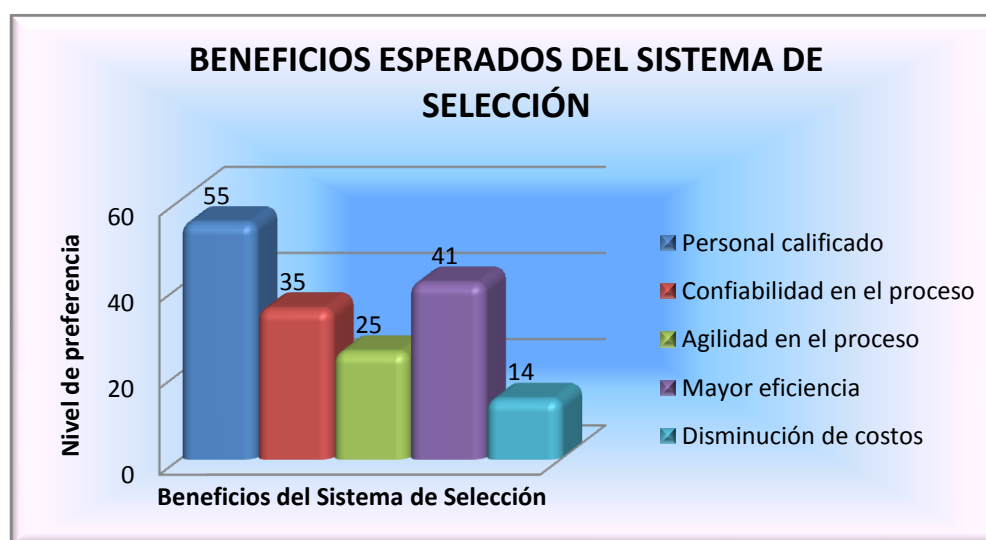 BENEFICIOS ESPERADOS DEL SISTEMA DE
SELECCIÓN
Nivel de preferencia
60
40
20
0
55
35
25
41
14
Beneficios del Sistema de Selección
Personal calificado
Confiabilidad en el proceso
Agilidad en el proceso
Mayor eficiencia
Disminución de costos